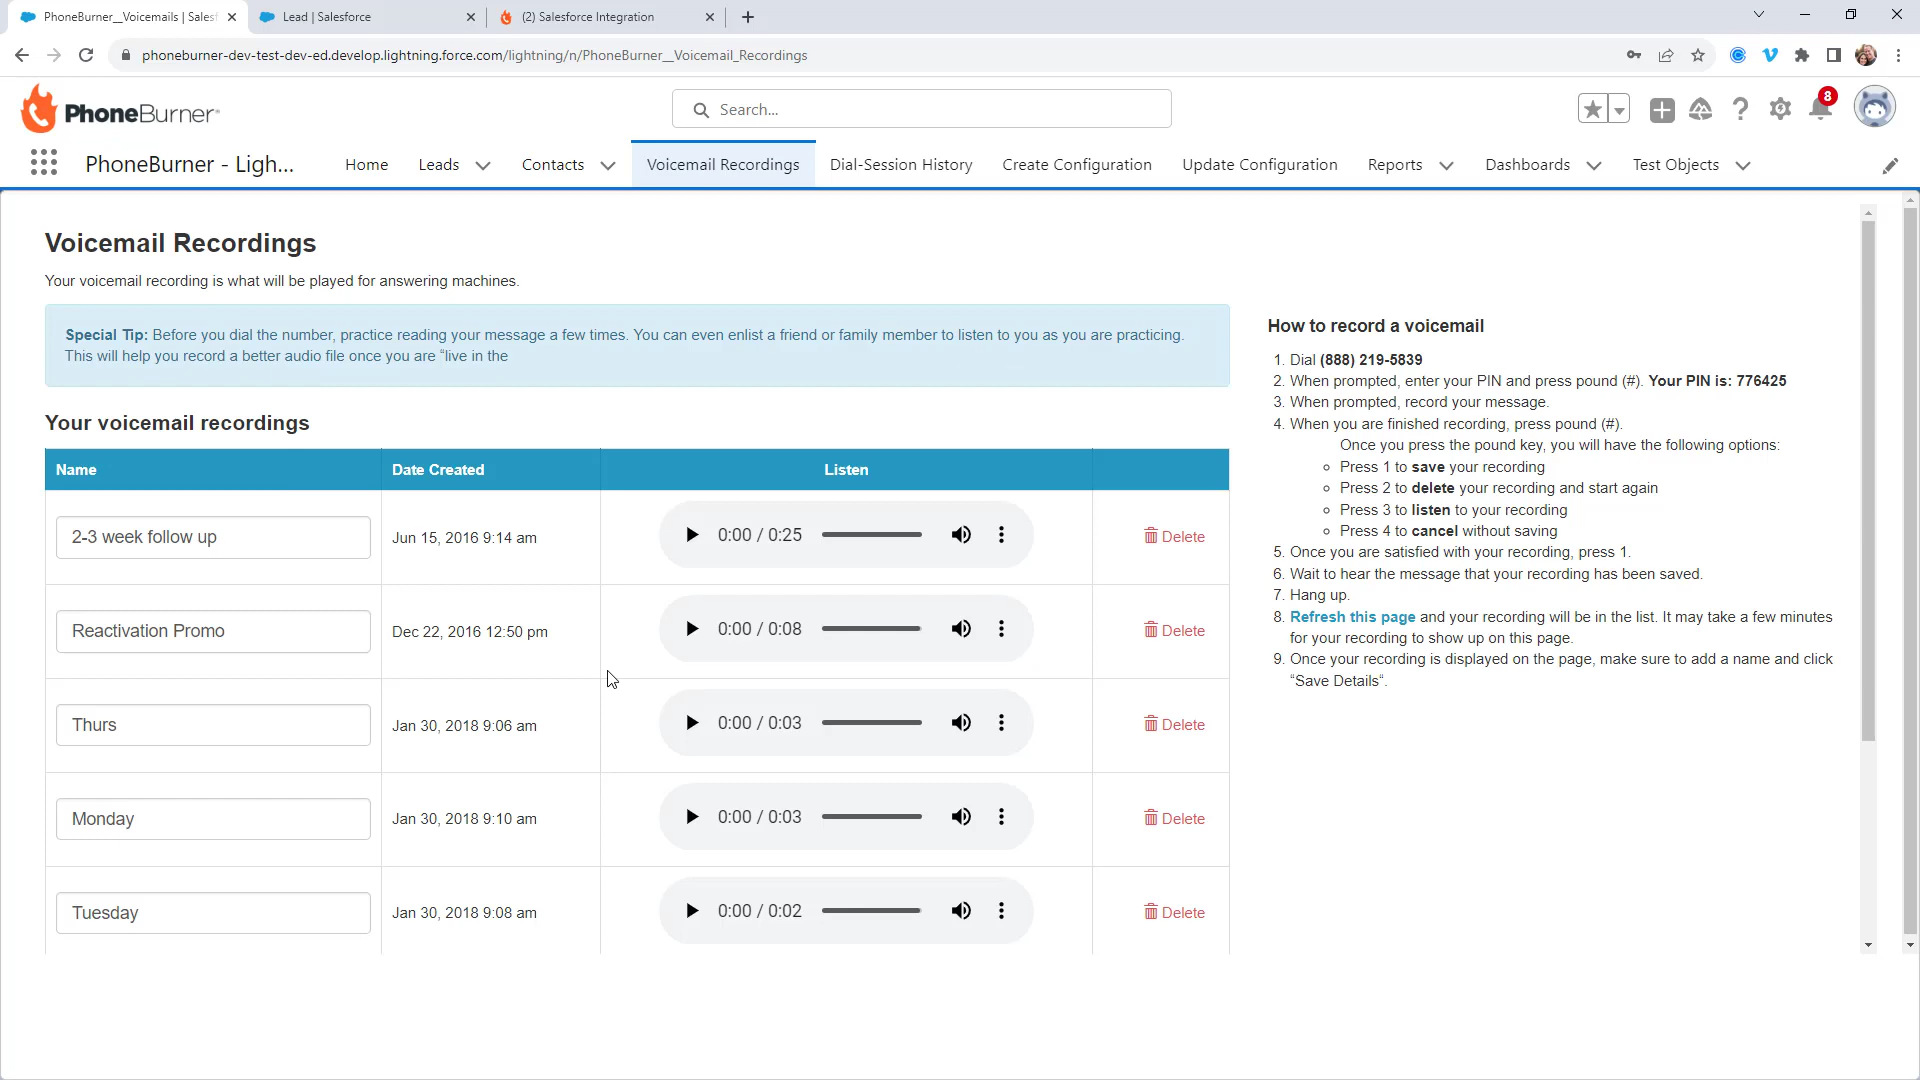 PhoneBurner__Voicemails | Salesf
Lead | Salesforce
(2) Salesforce Integration
phoneburner-dev-test-dev-ed.develop.lightning.force.com/lightning/n/PhoneBurner__Voicemail_Recordings
PhoneBurner
Search...
8
PhoneBurner - Ligh...
Home
Leads
Contacts
Voicemail Recordings
Dial-Session History
Create Configuration
Update Configuration
Reports
Dashboards
Test Objects
Voicemail Recordings
Your voicemail recording is what will be played for answering machines.
Special Tip: Before you dial the number, practice reading your message a few times. You can even enlist a friend or family member to listen to you as you are practicing.
This will help you record a better audio file once you are “live in the
Your voicemail recordings
Name Date Created Listen
2-3 week follow up Jun 15, 2016 9:14 am 0:00 / 0:25 Delete
Reactivation Promo Dec 22, 2016 12:50 pm 0:00 / 0:08 Delete
Thurs Jan 30, 2018 9:06 am 0:00 / 0:03 Delete
Monday Jan 30, 2018 9:10 am 0:00 / 0:03 Delete
Tuesday Jan 30, 2018 9:08 am 0:00 / 0:02 Delete
How to record a voicemail
1. Dial (888) 219-5839
2. When prompted, enter your PIN and press pound (#). Your PIN is: 776425
3. When prompted, record your message.
4. When you are finished recording, press pound (#).
Once you press the pound key, you will have the following options:
Press 1 to save your recording
Press 2 to delete your recording and start again
Press 3 to listen to your recording
Press 4 to cancel without saving
5. Once you are satisfied with your recording, press 1.
6. Wait to hear the message that your recording has been saved.
7. Hang up.
8. Refresh this page and your recording will be in the list. It may take a few minutes
for your recording to show up on this page.
9. Once your recording is displayed on the page, make sure to add a name and click
“Save Details“.